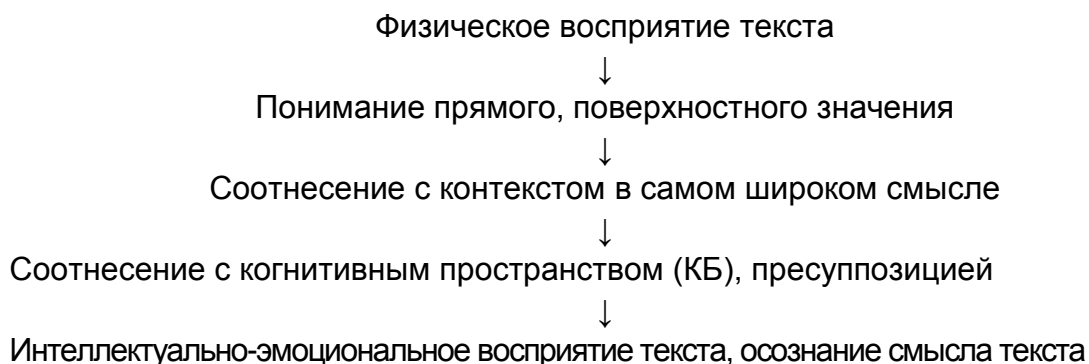 Физическое восприятие текста
↓
Понимание прямого, поверхностного значения
↓
Соотнесение с контекстом в самом широком смысле
↓
Соотнесение с когнитивным пространством (КБ), пресуппозицией
↓
Интеллектуально-эмоциональное восприятие текста, осознание смысла текста